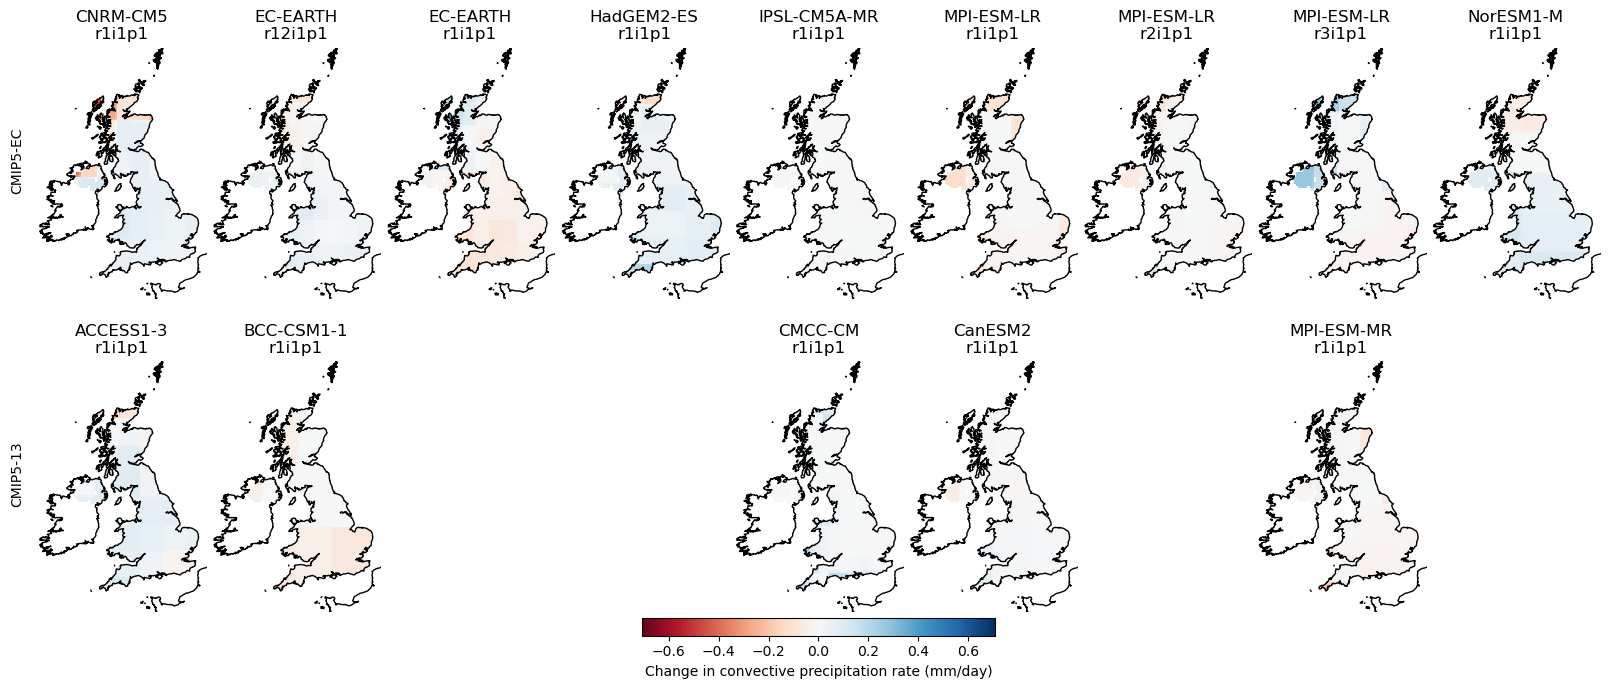 CNRM-CM5
r1i1p1
EC-EARTH
r12i1p1
EC-EARTH
r1i1p1
HadGEM2-ES
r1i1p1
IPSL-CM5A-MR
r1i1p1
MPI-ESM-LR
r1i1p1
MPI-ESM-LR
r2i1p1
MPI-ESM-LR
r3i1p1
NorESM1-M
r1i1p1
CMIP5-EC
ACCESS1-3
r1i1p1
BCC-CSM1-1
r1i1p1
CMCC-CM
r1i1p1
CanESM2
r1i1p1
MPI-ESM-MR
r1i1p1
CMIP5-13
−0.6 −0.4 −0.2 0.0 0.2 0.4 0.6
Change in convective precipitation rate (mm/day)